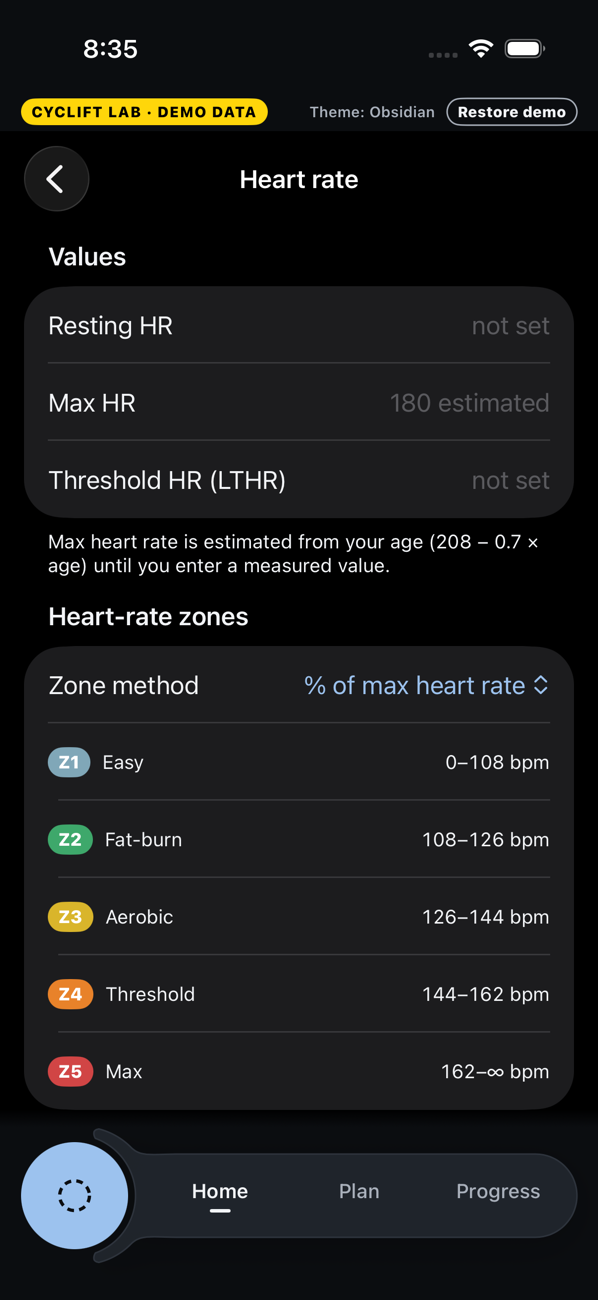 8:35
CYCLIFT LAB · DEMO DATA
Theme: Obsidian
Restore demo
Heart rate
Values
Resting HR not set
Max HR 180 estimated
Threshold HR (LTHR) not set
Max heart rate is estimated from your age (208 – 0.7 ×
age) until you enter a measured value.
Heart-rate zones
Zone method % of max heart rate
Z1 Easy 0–108 bpm
Z2 Fat-burn 108–126 bpm
Z3 Aerobic 126–144 bpm
Z4 Threshold 144–162 bpm
Z5 Max 162–∞ bpm
Home Plan Progress